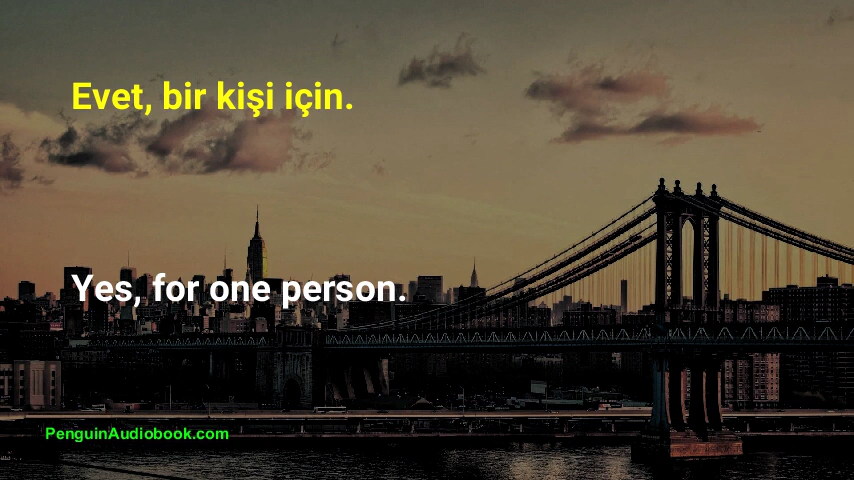 Evet, bir kişi için.
Yes, for one person.
PenguinAudiobook.com